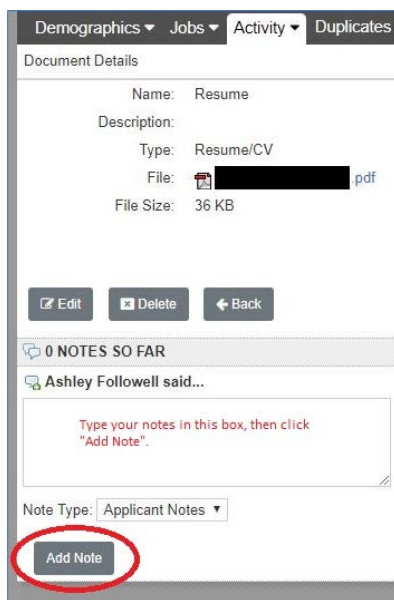 Demographics ▾ Jobs ▾ Activity ▾ Duplicates
Document Details
Name: Resume
Description:
Type: Resume/CV
File: .pdf
File Size: 36 KB
Edit Delete Back
0 NOTES SO FAR
Ashley Followell said...
Type your notes in this box, then click
"Add Note".
Note Type: Applicant Notes ▾
Add Note